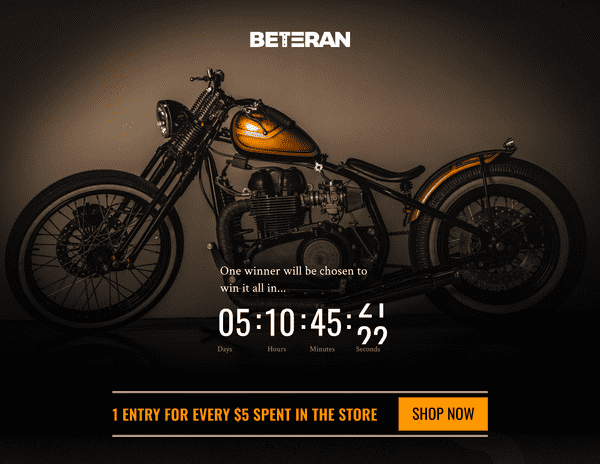 BETERAN
One winner will be chosen to
win it all in...
05:10:45:
Days Hours Minutes Seconds
1 ENTRY FOR EVERY $5 SPENT IN THE STORE SHOP NOW